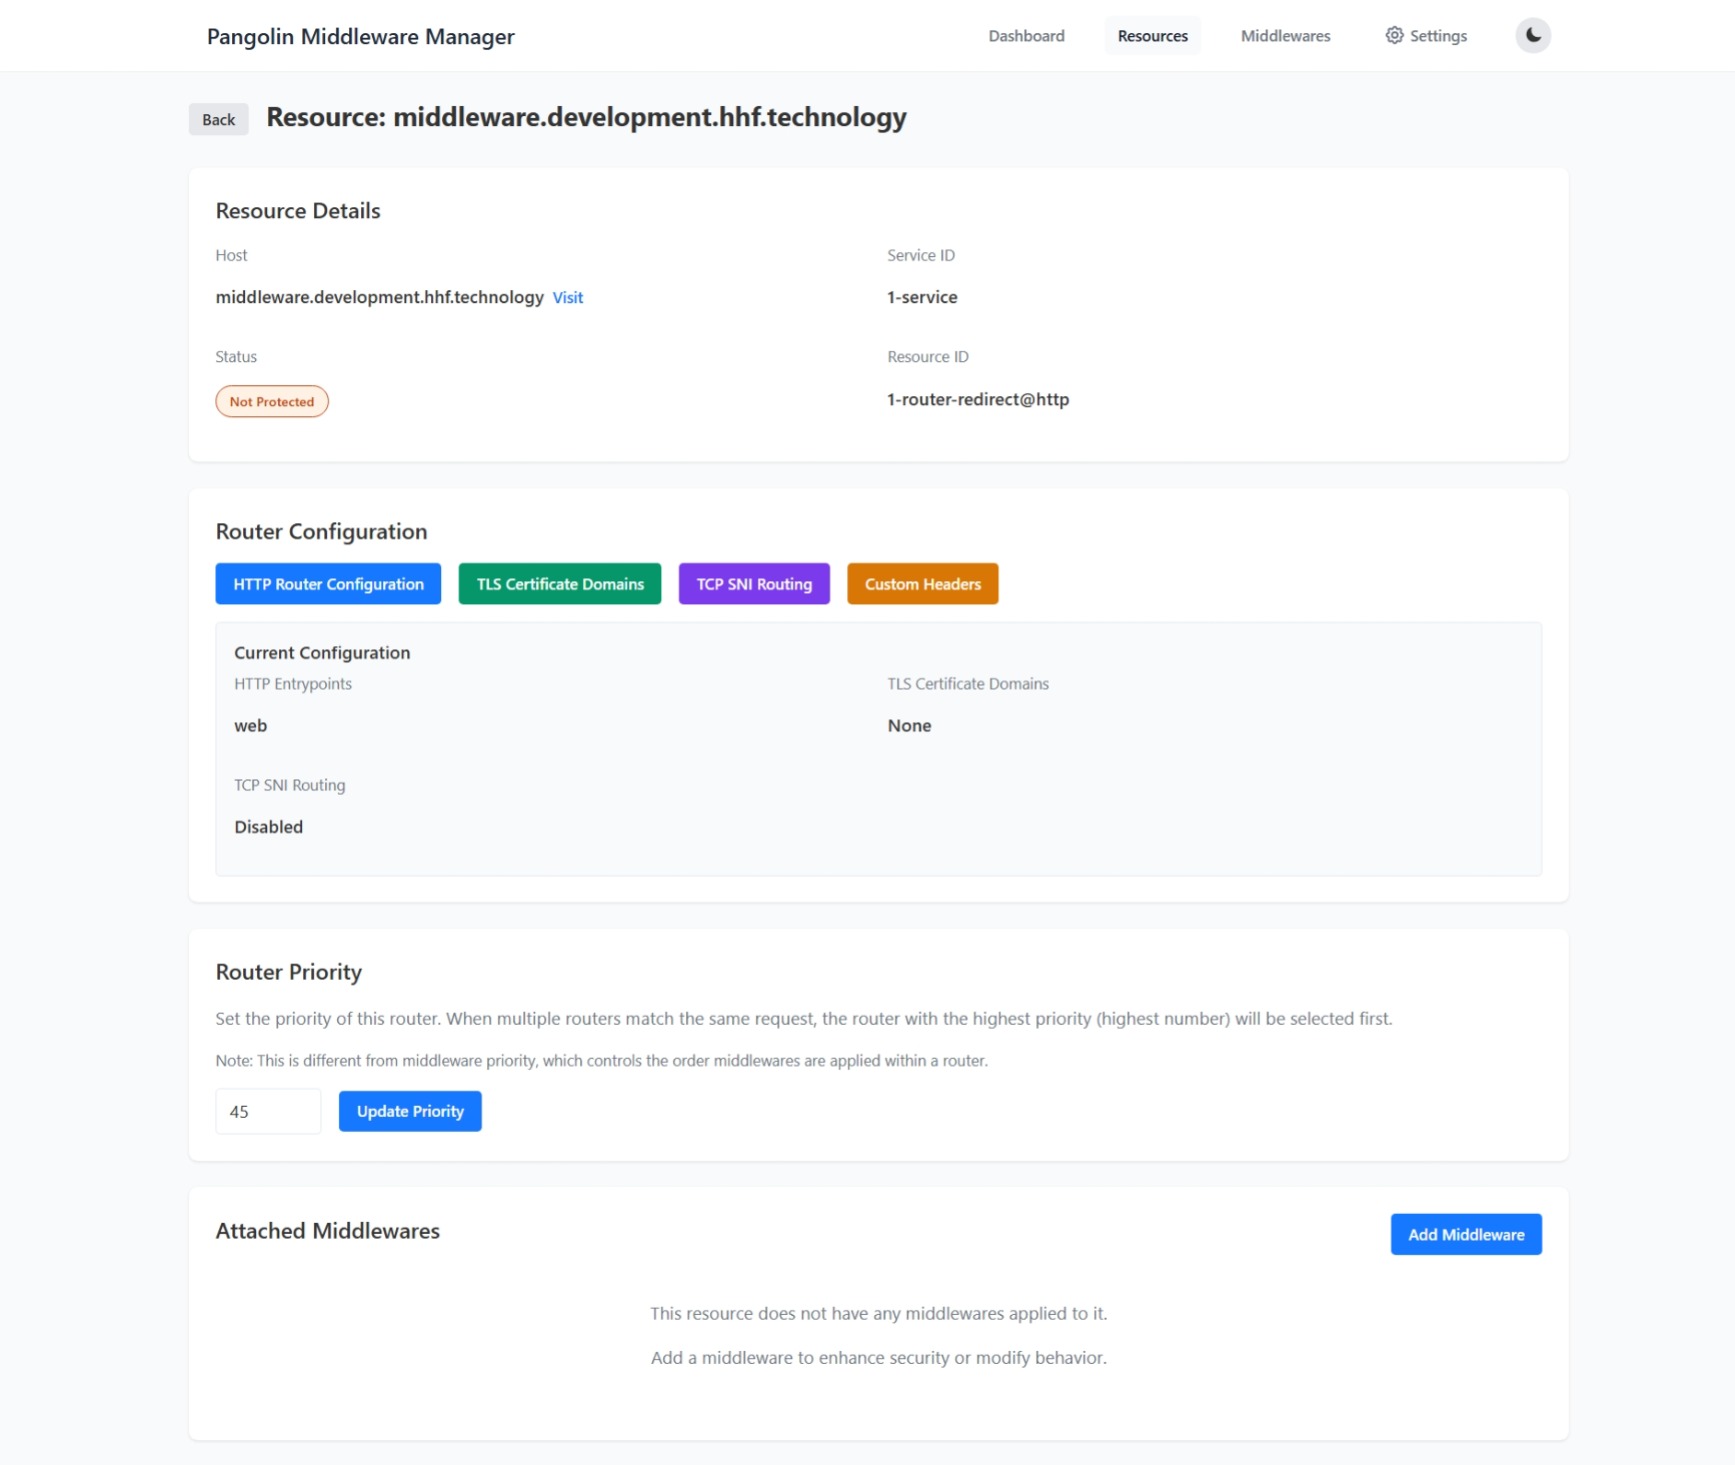 Pangolin Middleware Manager
Dashboard
Resources
Middlewares
Settings
Back
Resource: middleware.development.hhf.technology
Resource Details
Host
Service ID
middleware.development.hhf.technology Visit
1-service
Status
Resource ID
Not Protected
1-router-redirect@http
Router Configuration
HTTP Router Configuration
TLS Certificate Domains
TCP SNI Routing
Custom Headers
Current Configuration
HTTP Entrypoints
TLS Certificate Domains
web
None
TCP SNI Routing
Disabled
Router Priority
Set the priority of this router. When multiple routers match the same request, the router with the highest priority (highest number) will be selected first.
Note: This is different from middleware priority, which controls the order middlewares are applied within a router.
45
Update Priority
Attached Middlewares
Add Middleware
This resource does not have any middlewares applied to it.
Add a middleware to enhance security or modify behavior.